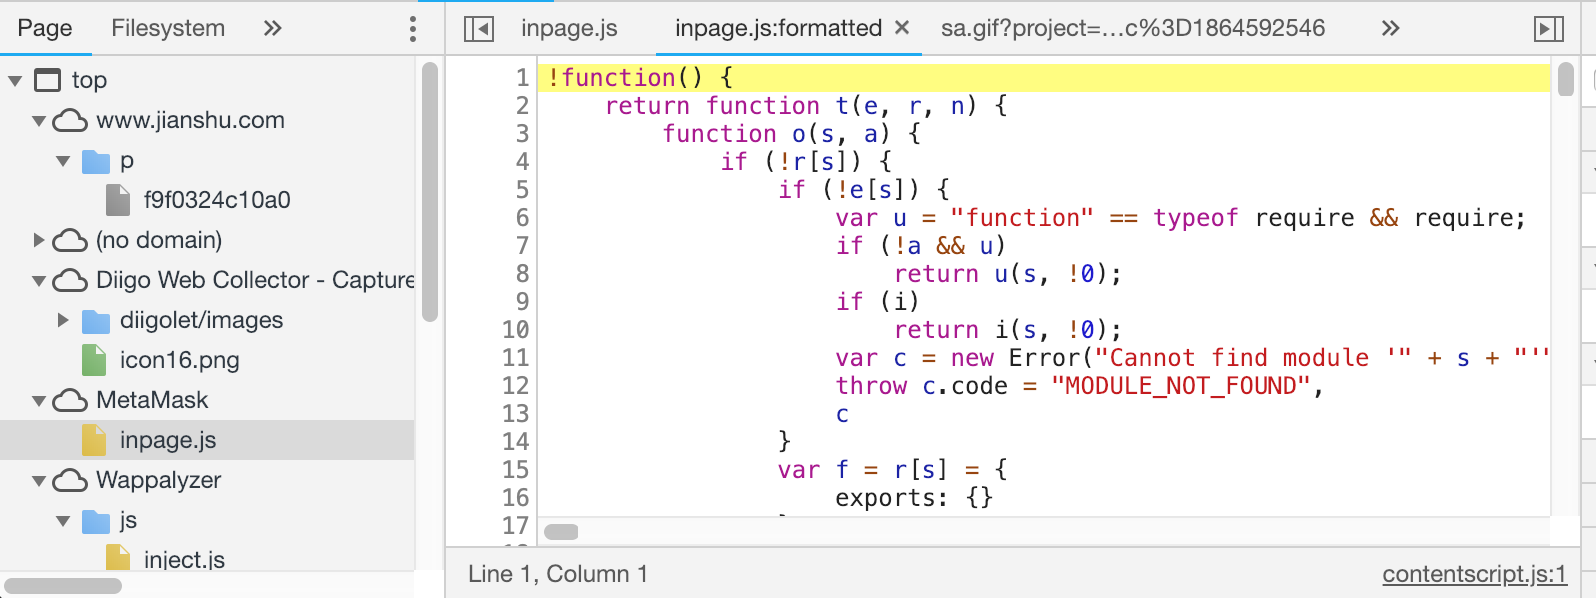 Page Filesystem »
inpage.js inpage.js:formatted × sa.gif?project=…c%3D1864592546 »
top
www.jianshu.com
p
f9f0324c10a0
(no domain)
Diigo Web Collector - Capture
diigolet/images
icon16.png
MetaMask
inpage.js
Wappalyzer
js
inject.js
1 !function() {
2 return function t(e, r, n) {
3 function o(s, a) {
4 if (!r[s]) {
5 if (!e[s]) {
6 var u = "function" == typeof require && require;
7 if (!a && u)
8 return u(s, !0);
9 if (i)
10 return i(s, !0);
11 var c = new Error("Cannot find module '" + s + "'"
12 throw c.code = "MODULE_NOT_FOUND",
13 c
14 }
15 var f = r[s] = {
16 exports: {}
17
Line 1, Column 1 contentscript.js:1